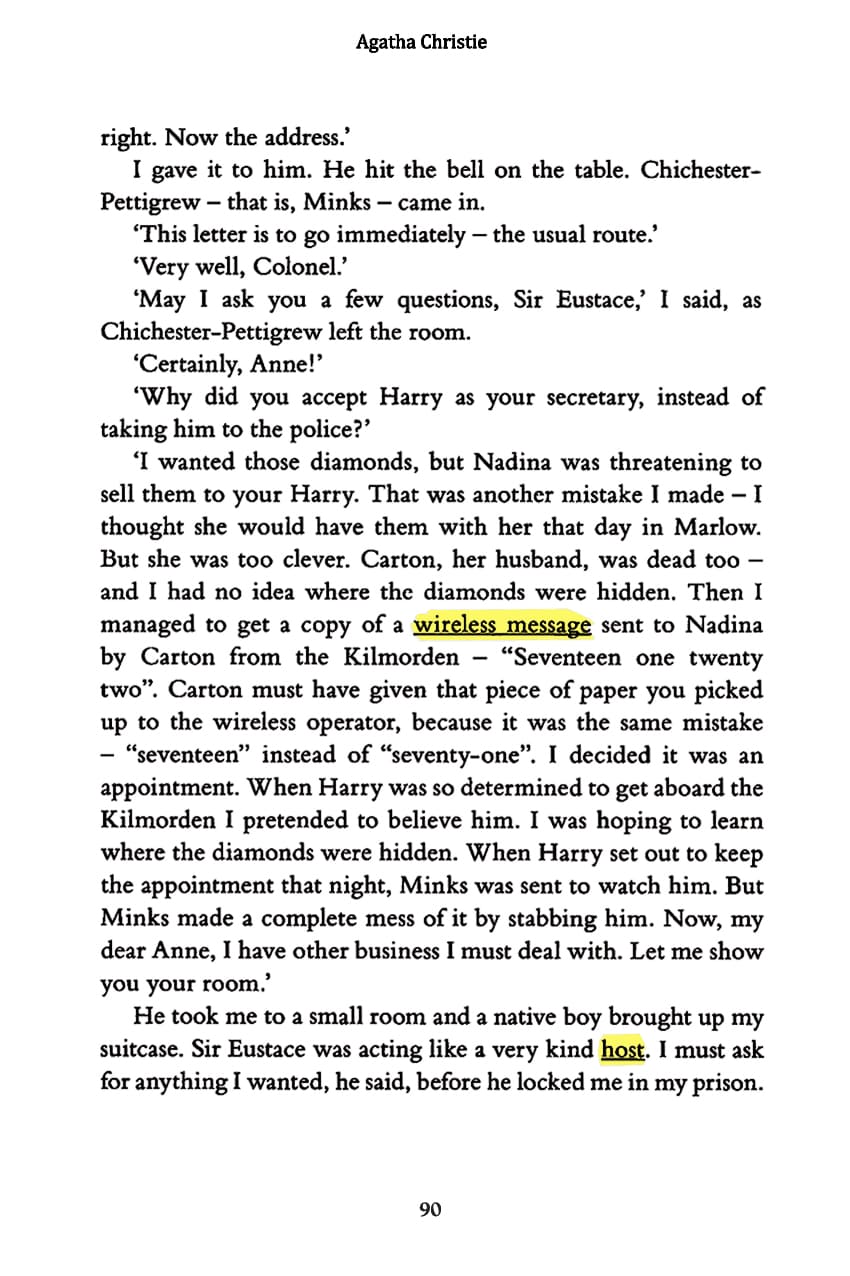 Agatha Christie
right. Now the address.’
I gave it to him. He hit the bell on the table. Chichester-
Pettigrew – that is, Minks – came in.
‘This letter is to go immediately – the usual route.’
‘Very well, Colonel.’
‘May I ask you a few questions, Sir Eustace,’ I said, as
Chichester-Pettigrew left the room.
‘Certainly, Anne!’
‘Why did you accept Harry as your secretary, instead of
taking him to the police?’
‘I wanted those diamonds, but Nadina was threatening to
sell them to your Harry. That was another mistake I made – I
thought she would have them with her that day in Marlow.
But she was too clever. Carton, her husband, was dead too –
and I had no idea where the diamonds were hidden. Then I
managed to get a copy of a wireless message sent to Nadina
by Carton from the Kilmorden – “Seventeen one twenty
two”. Carton must have given that piece of paper you picked
up to the wireless operator, because it was the same mistake
– “seventeen” instead of “seventy-one”. I decided it was an
appointment. When Harry was so determined to get aboard the
Kilmorden I pretended to believe him. I was hoping to learn
where the diamonds were hidden. When Harry set out to keep
the appointment that night, Minks was sent to watch him. But
Minks made a complete mess of it by stabbing him. Now, my
dear Anne, I have other business I must deal with. Let me show
you your room.’
He took me to a small room and a native boy brought up my
suitcase. Sir Eustace was acting like a very kind host. I must ask
for anything I wanted, he said, before he locked me in my prison.
90